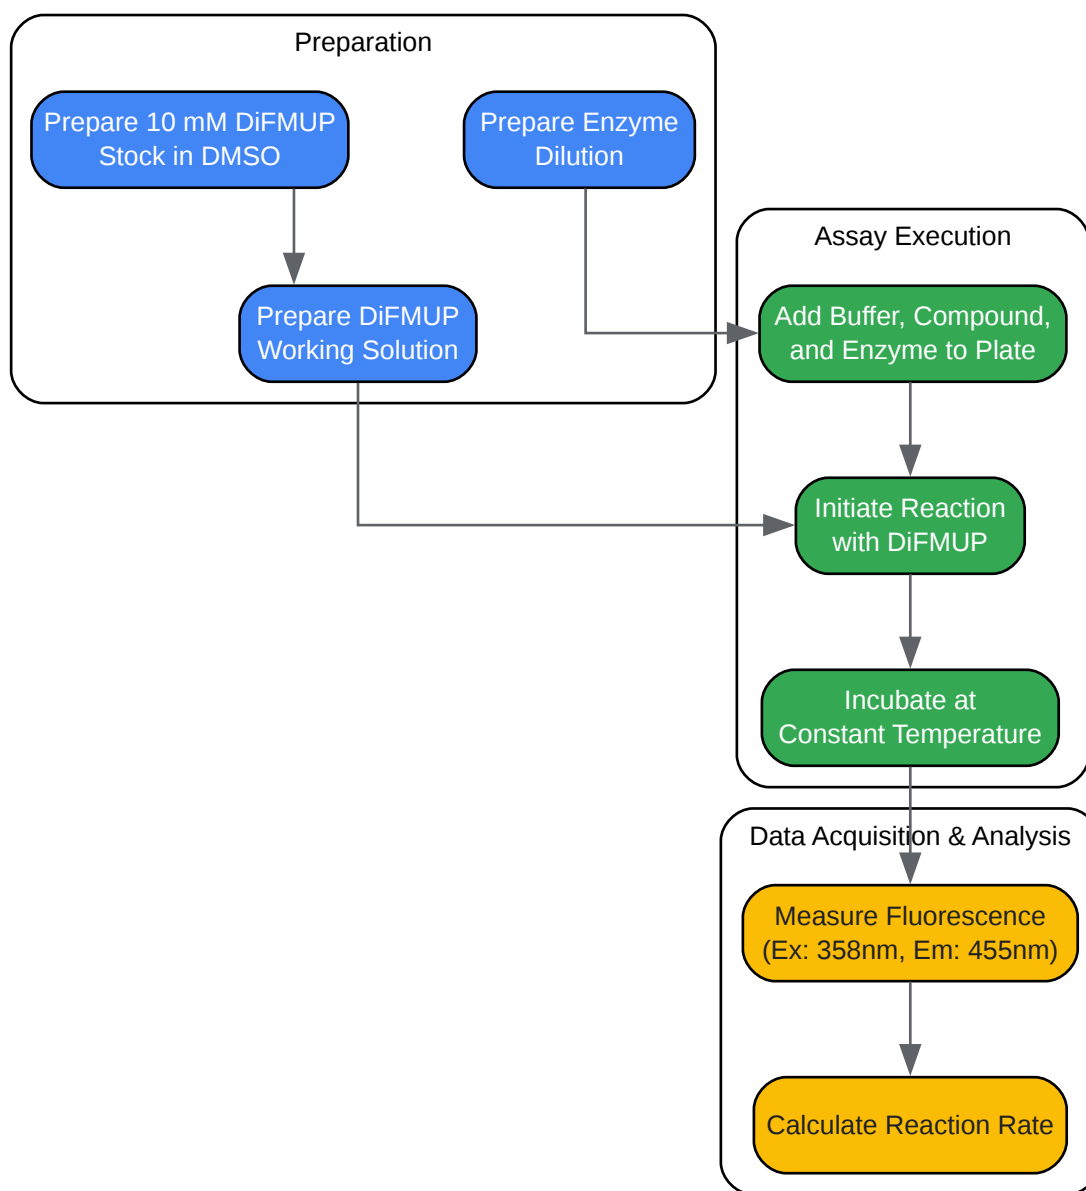 Preparation
Prepare 10 mM DiFMUP
Stock in DMSO
Prepare Enzyme
Dilution
Prepare DiFMUP
Working Solution
Assay Execution
Add Buffer, Compound,
and Enzyme to Plate
Initiate Reaction
with DiFMUP
Incubate at
Constant Temperature
Data Acquisition & Analysis
Measure Fluorescence
(Ex: 358nm, Em: 455nm)
Calculate Reaction Rate